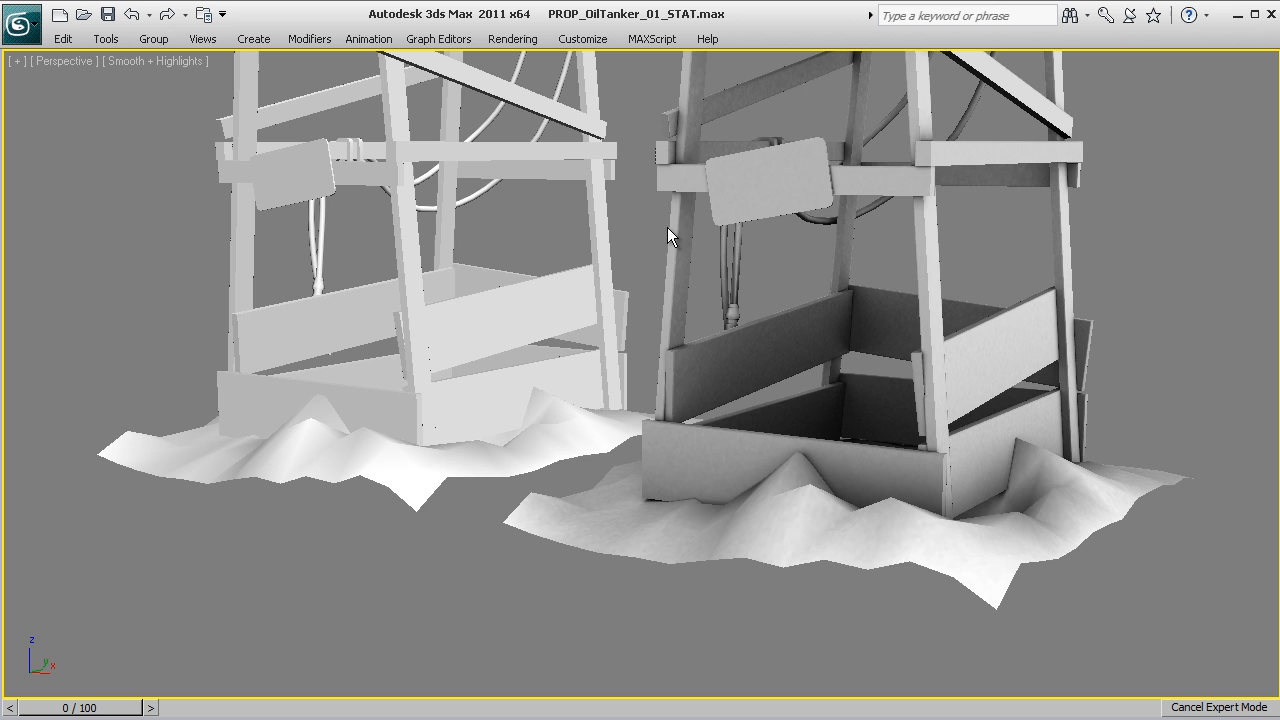 Autodesk 3ds Max 2011 x64 PROP_OilTanker_01_STAT.max
Type a keyword or phrase
Edit Tools Group Views Create Modifiers Animation Graph Editors Rendering Customize MAXScript Help
[ + ] [ Perspective ] [ Smooth + Highlights ]
z
y
x
< 0 / 100 > Cancel Expert Mode